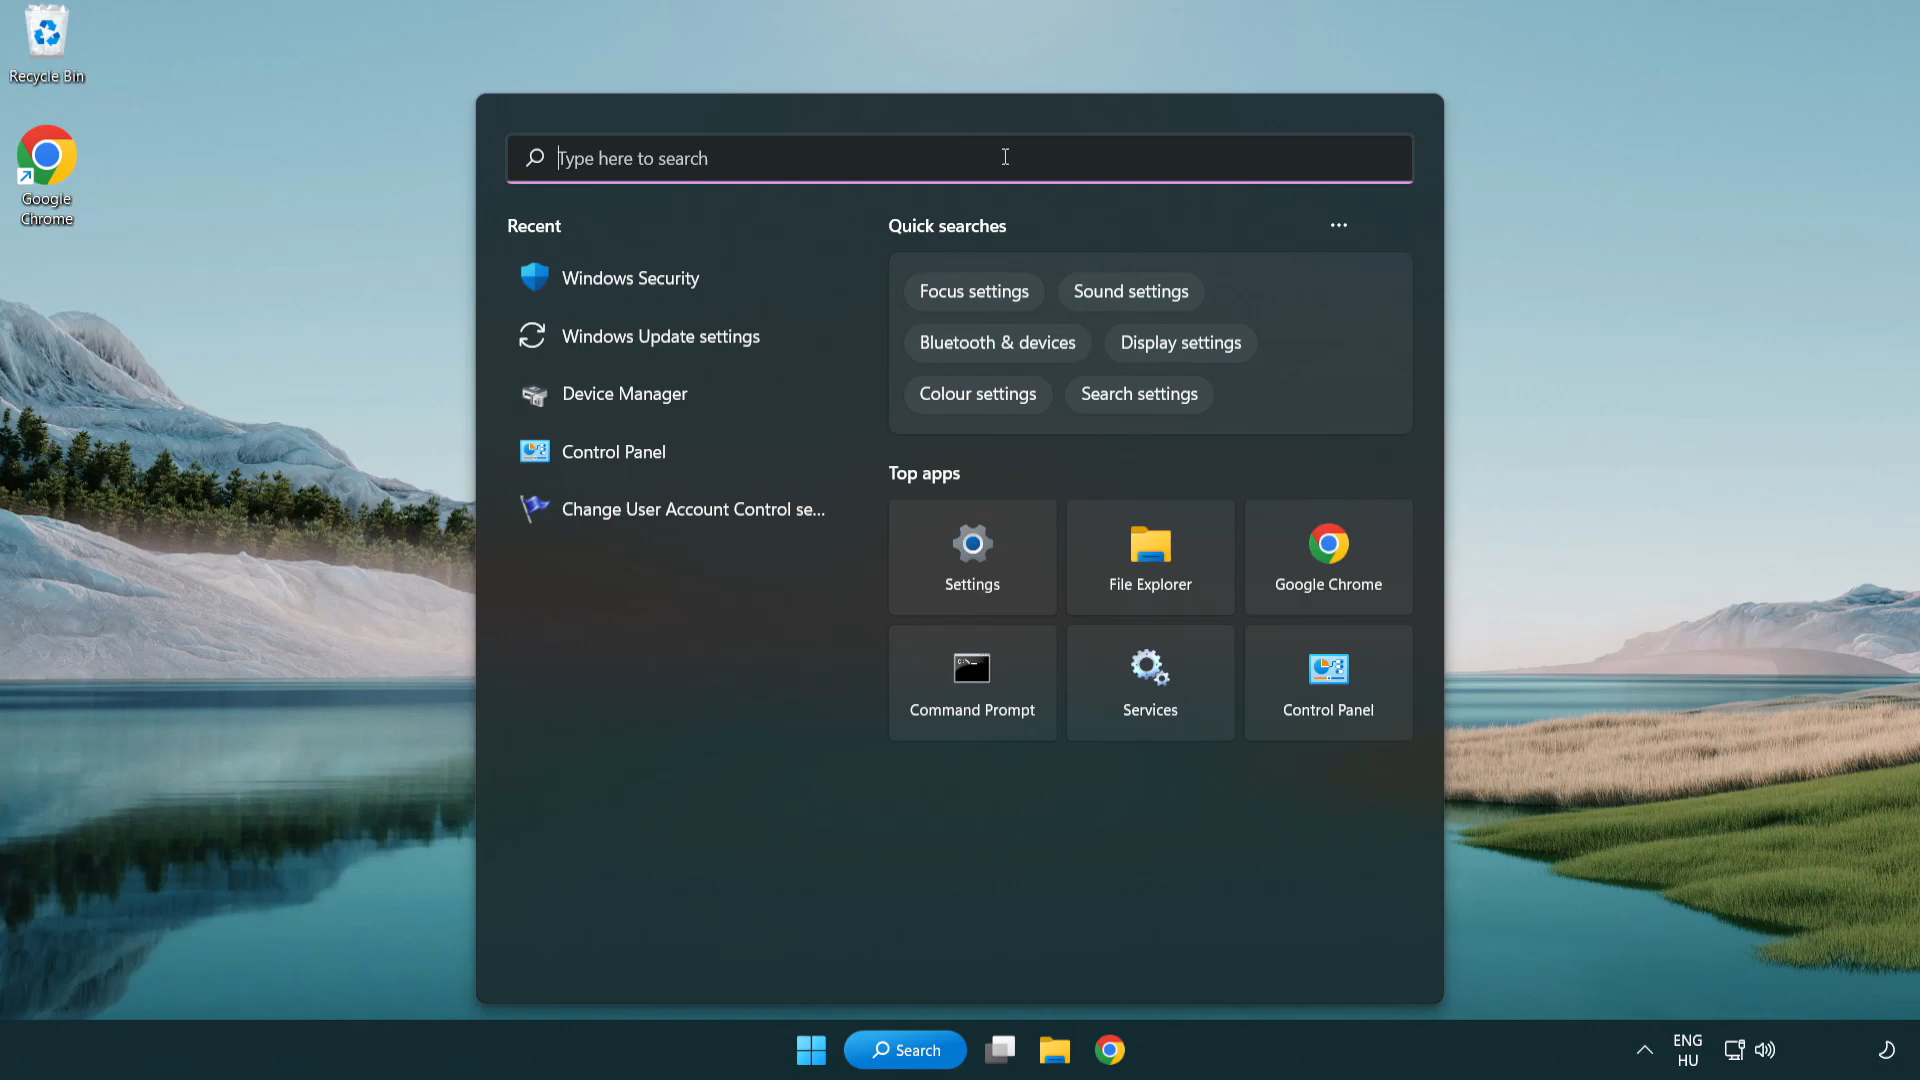 Recycle Bin
Google
Chrome
Type here to search
Recent
Windows Security
Windows Update settings
Device Manager
Control Panel
Change User Account Control se...
Quick searches
Focus settings
Sound settings
Bluetooth & devices
Display settings
Colour settings
Search settings
Top apps
Settings
File Explorer
Google Chrome
Command Prompt
Services
Control Panel
Search
ENG
HU